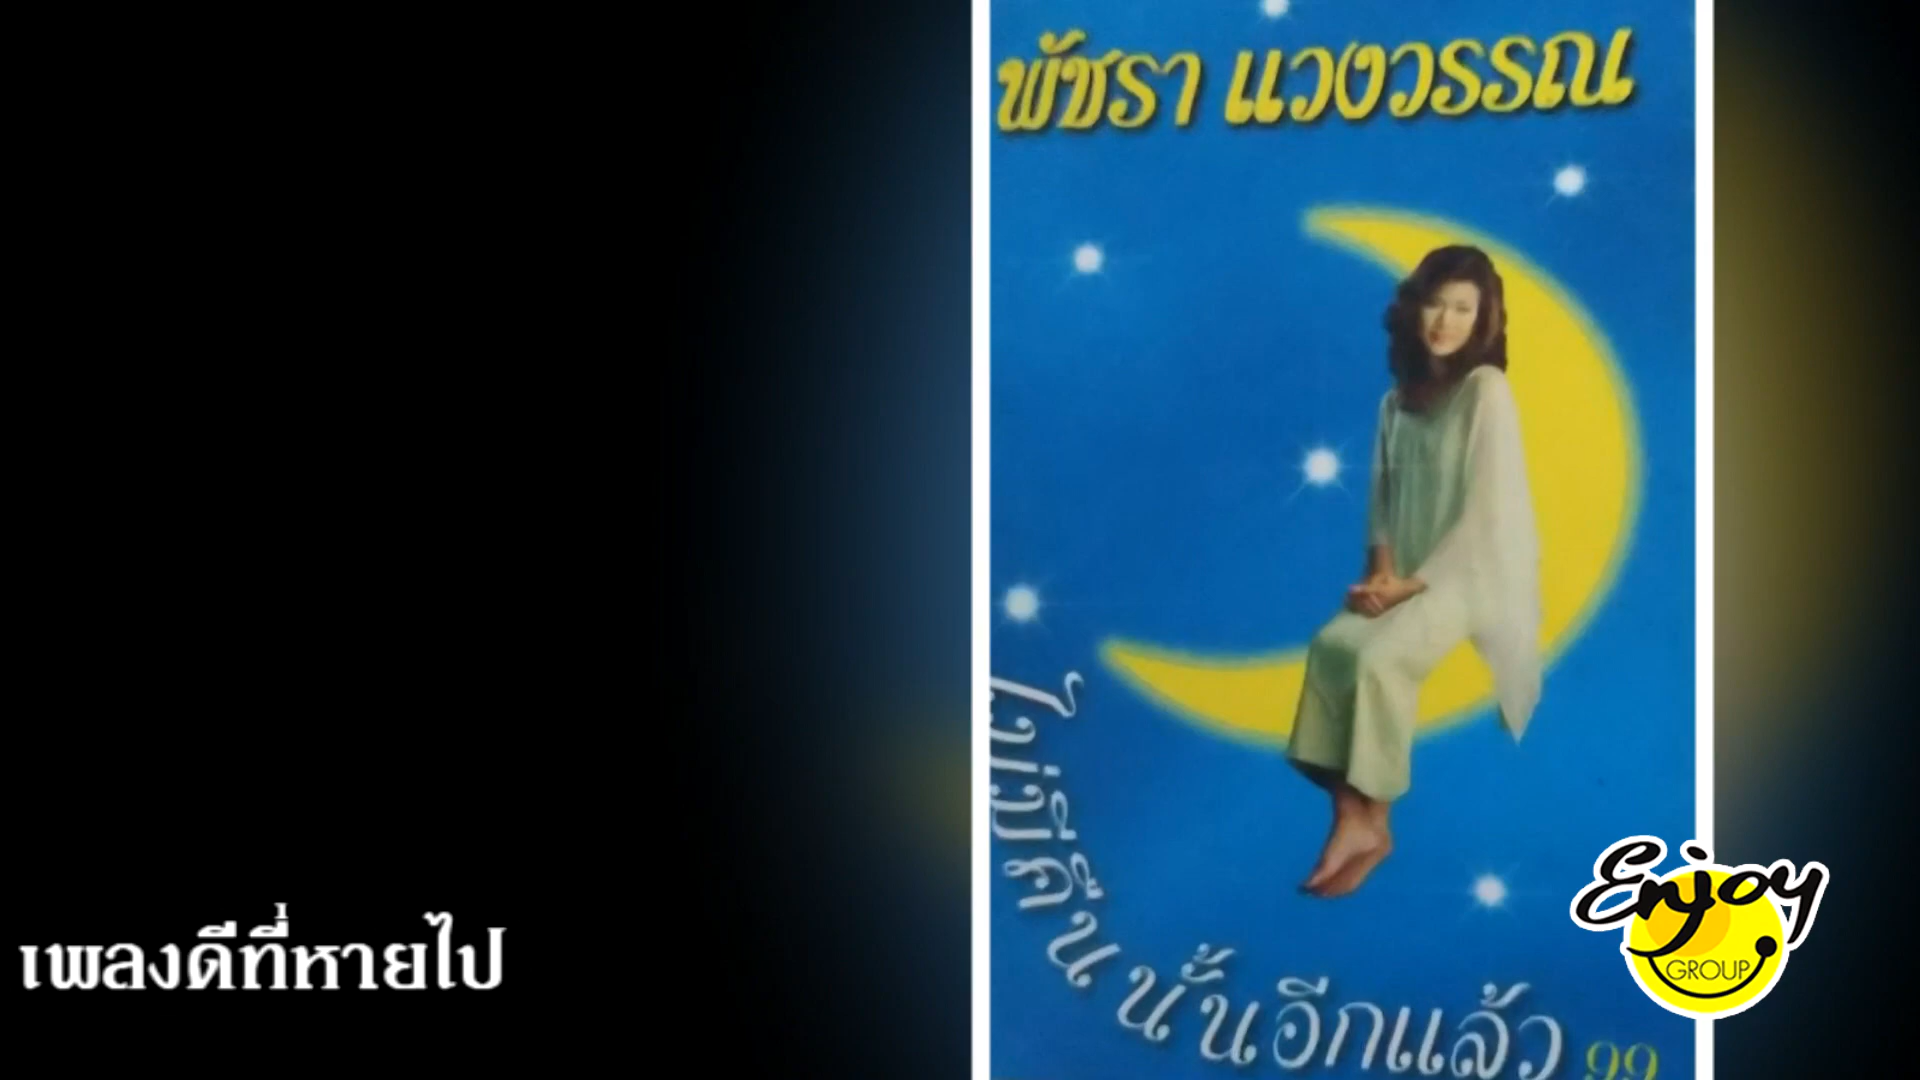 พัชรา แวงวรรณ
ไม่มีคืนนั้นอีกแล้ว 99
เพลงดีที่หายไป
Enjoy
GROUP